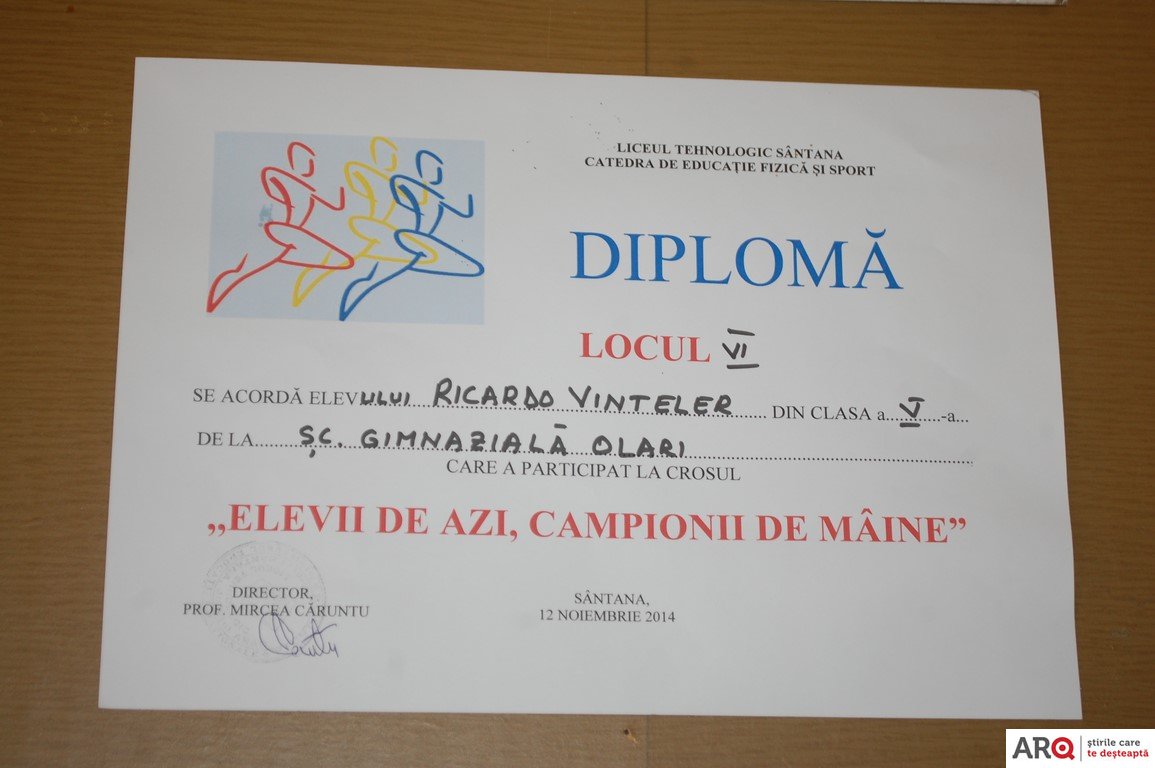 LICEUL TEHNOLOGIC SÂNTANA
CATEDRA DE EDUCAȚIE FIZICĂ ȘI SPORT
DIPLOMĂ
LOCUL VI
SE ACORDĂ ELEVULUI RICARDO VINTELER DIN CLASA a V -a...
DE LA ȘC. GIMNAZIALĂ OLARI
CARE A PARTICIPAT LA CROSUL
„ELEVII DE AZI, CAMPIONII DE MÂINE”
DIRECTOR,
PROF. MIRCEA CĂRUNTU
SÂNTANA,
12 NOIEMBRIE 2014
ARQ știrile care
te deșteaptă